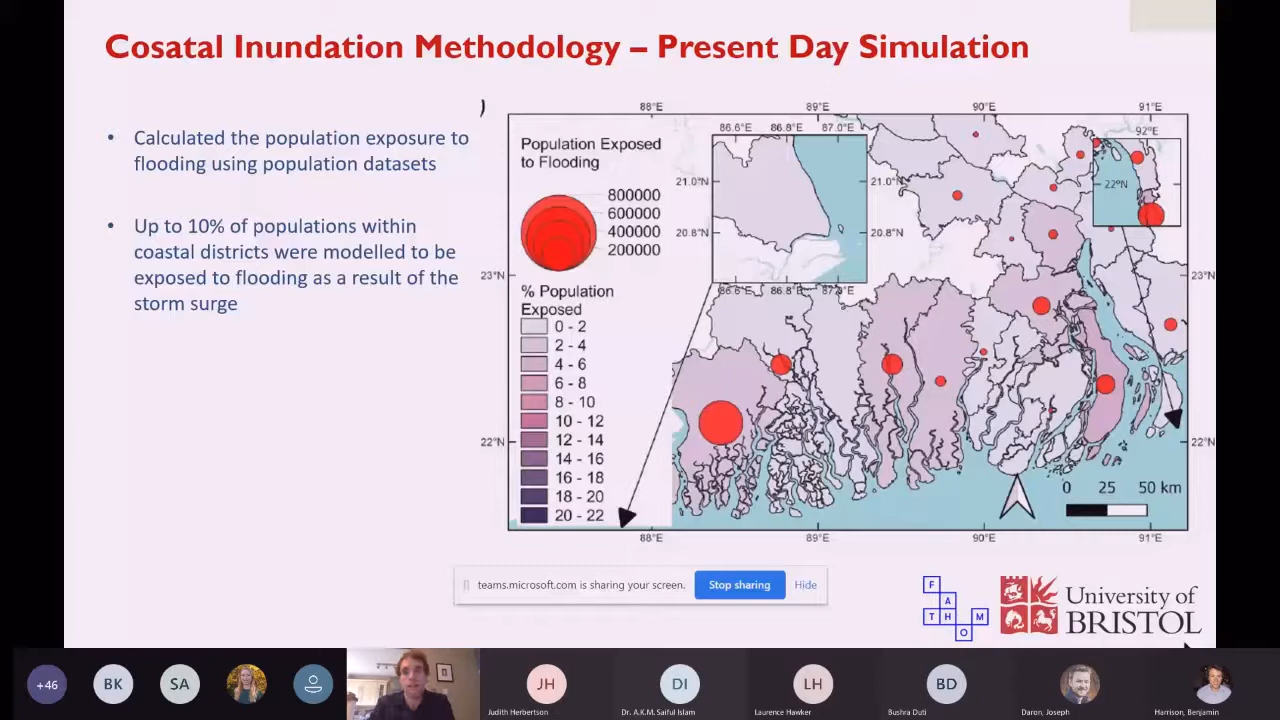 Cosatal Inundation Methodology – Present Day Simulation
• Calculated the population exposure to
flooding using population datasets
• Up to 10% of populations within
coastal districts were modelled to be
exposed to flooding as a result of the
storm surge
)
88°E 89°E 90°E 91°E
Population Exposed
to Flooding
800000
600000
400000
200000
% Population
Exposed
0 - 2
2 - 4
4 - 6
6 - 8
8 - 10
10 - 12
12 - 14
14 - 16
16 - 18
18 - 20
20 - 22
86.6°E 86.8°E 87.0°E
21.0°N 21.0°N
20.8°N 20.8°N
86.6°E 86.8°E 87.0°E
92°E
22°N
23°N 23°N
22°N 22°N
0 25 50 km
88°E 89°E 90°E 91°E
teams.microsoft.com is sharing your screen. Stop sharing Hide
F
A
T H M
O
University of
BRISTOL
+46 BK SA JH DI LH BD
Judith Herbertson Dr. A.K.M. Saiful Islam Laurence Hawker Bushra Duti Daron, Joseph Harrison, Benjamin